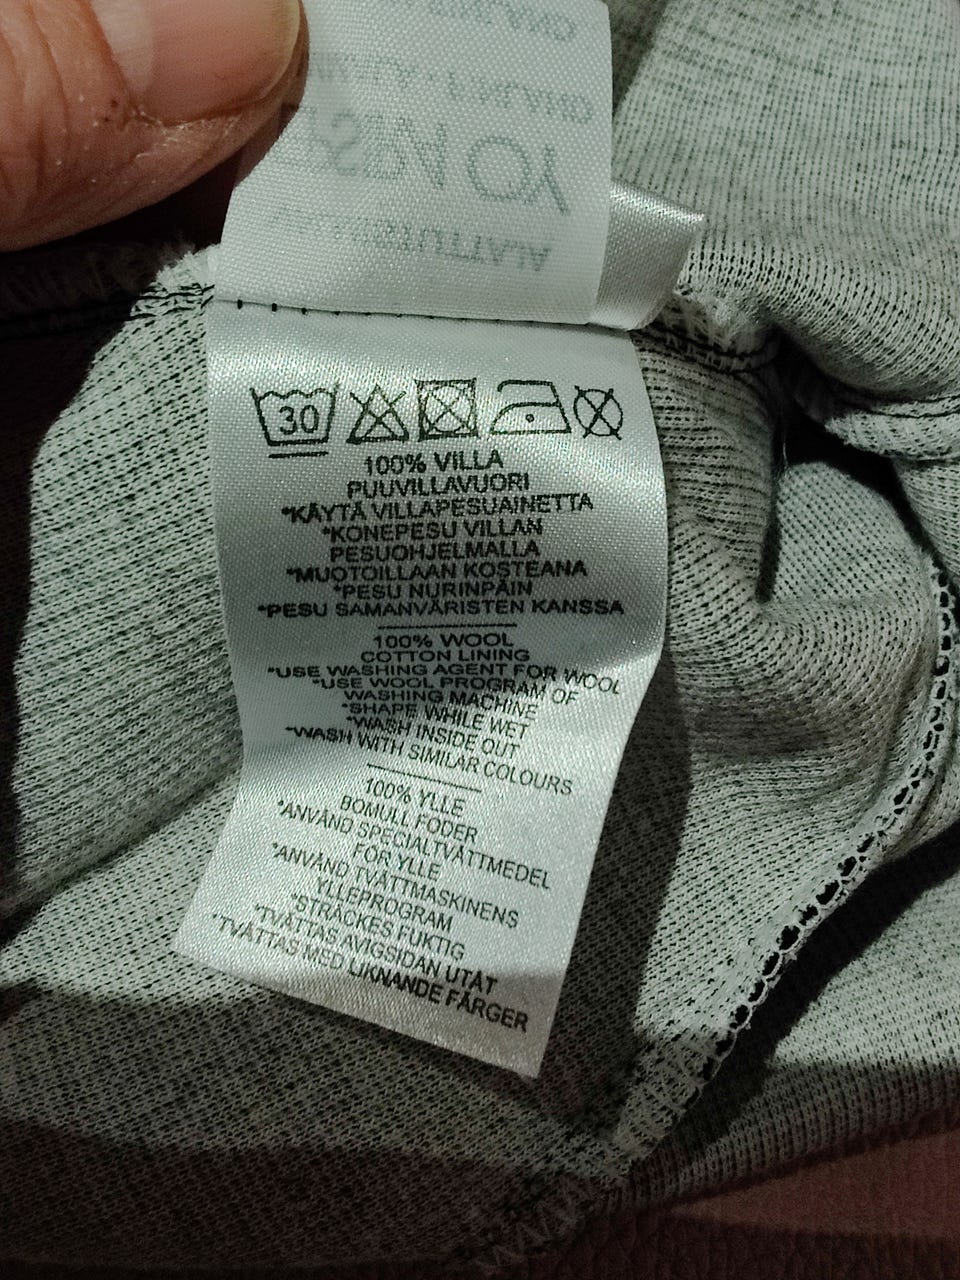 30
100% VILLA
PUUVILLAVUORI
*KÄYTÄ VILLAPESUAINETTA
*KONEPESU VILLAN
PESUOHJELMALLA
*MUOTOILLAAN KOSTEANA
*PESU NURINPÄIN
*PESU SAMANVÄRISTEN KANSSA
100% WOOL
COTTON LINING
*USE WASHING AGENT FOR WOOL
*USE WOOL PROGRAM OF
WASHING MACHINE
*SHAPE WHILE WET
*WASH INSIDE OUT
*WASH WITH SIMILAR COLOURS
100% YLLE
BOMULL FODER
*ANVÄND SPECIALTVÄTTMEDEL
FÖR YLLE
*ANVÄND TVÄTTMASKINENS
YLLEPROGRAM
*STRÄCKES FUKTIG
*TVÄTTAS AVIGSIDAN UTÅT
*TVÄTTAS MED LIKNANDE FÄRGER